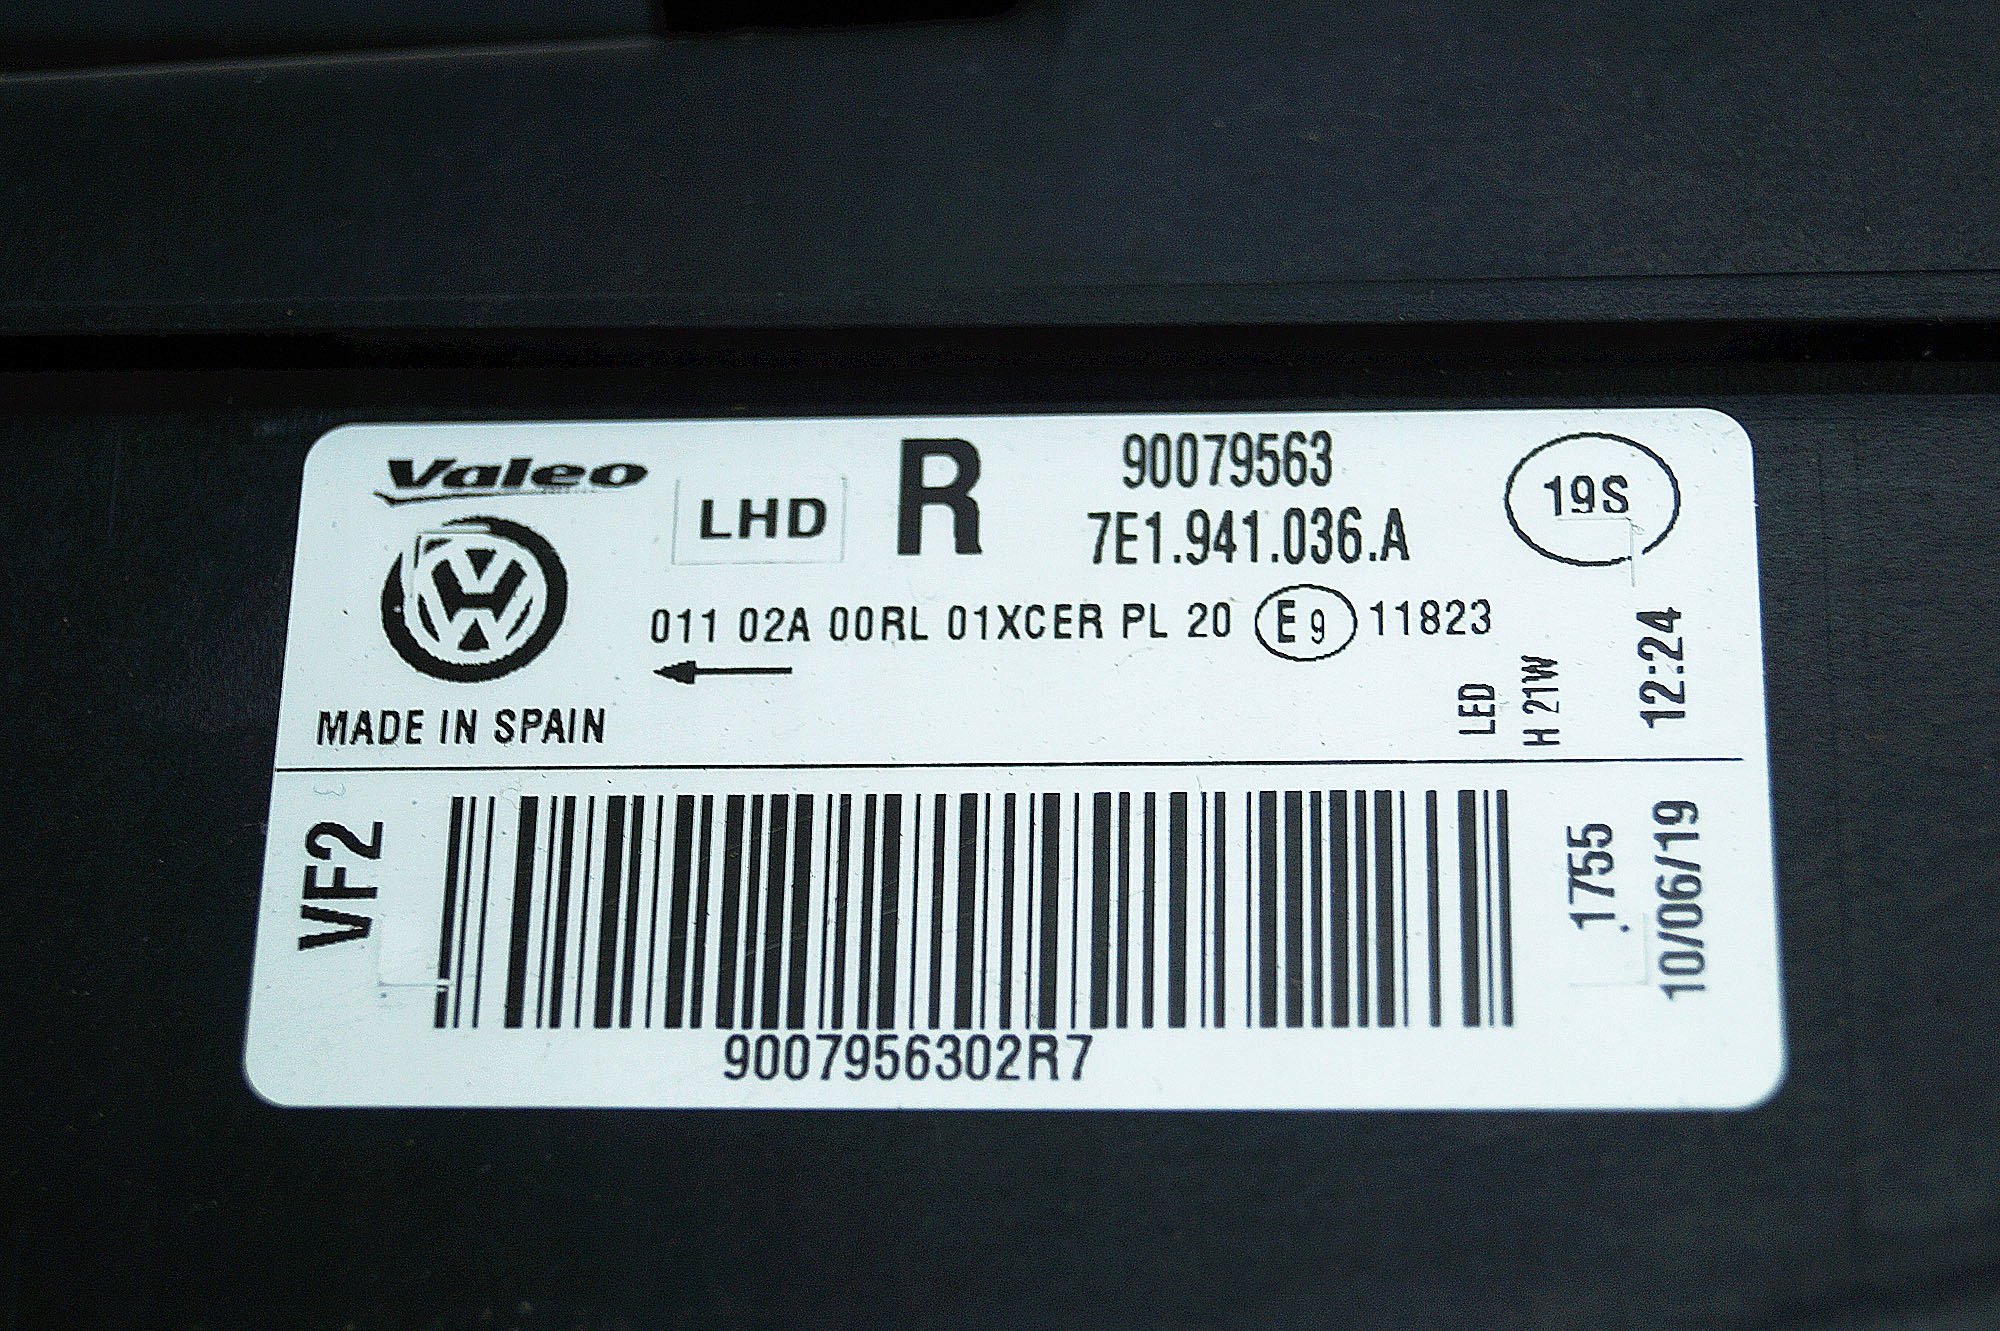 Valeo
LHD
R
90079563
7E1.941.036.A
19S
011 02A 00RL 01XCER PL 20 E9 11823
MADE IN SPAIN
LED
H 21W
12:24
VF2
.1755
10/06/19
9007956302R7